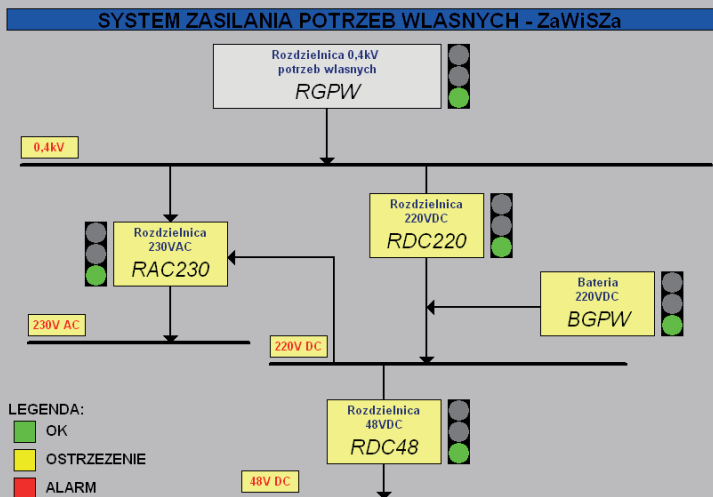 SYSTEM ZASILANIA POTRZEB WLASNYCH - ZaWiSZa
Rozdzielnica 0,4kV
potrzeb wlasnych
RGPW
0,4kV
Rozdzielnica
230VAC
RAC230
Rozdzielnica
220VDC
RDC220
Bateria
220VDC
BGPW
230V AC
220V DC
Rozdzielnica
48VDC
RDC48
48V DC
LEGENDA:
OK
OSTRZEZENIE
ALARM